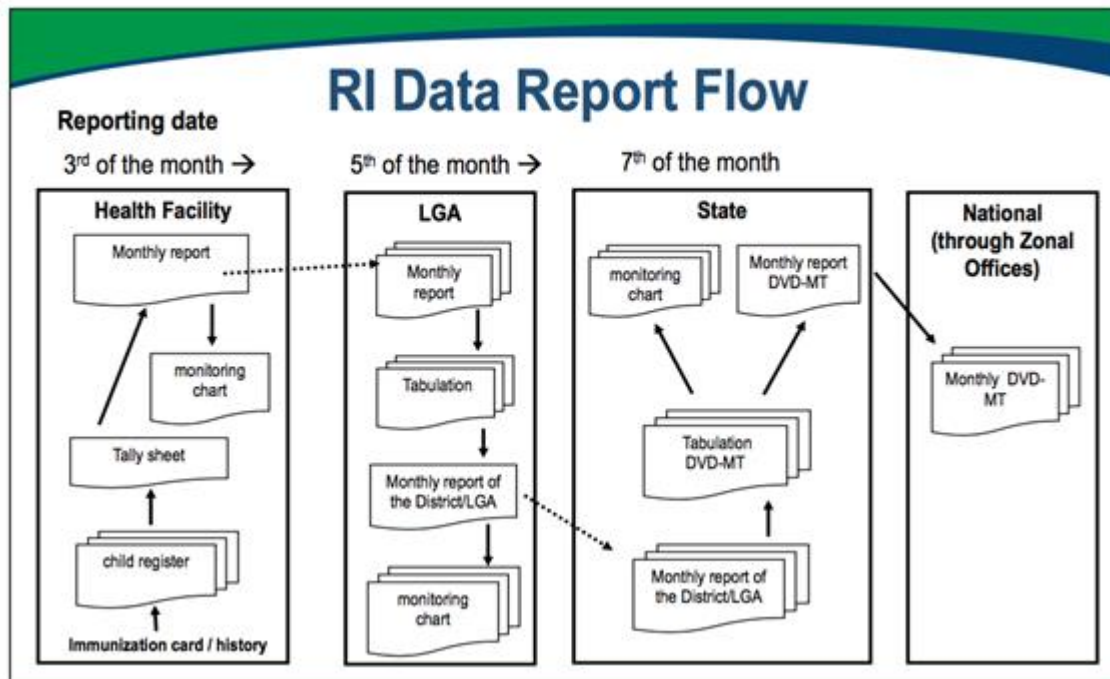 RI Data Report Flow
Reporting date
3rd of the month →
5th of the month →
7th of the month
Health Facility
Monthly report
monitoring
chart
Tally sheet
child register
Immunization card / history
LGA
Monthly
report
Tabulation
Monthly report of
the District/LGA
monitoring
chart
State
monitoring
chart
Monthly report
DVD-MT
Tabulation
DVD-MT
Monthly report of
the District/LGA
National
(through Zonal
Offices)
Monthly DVD-
MT